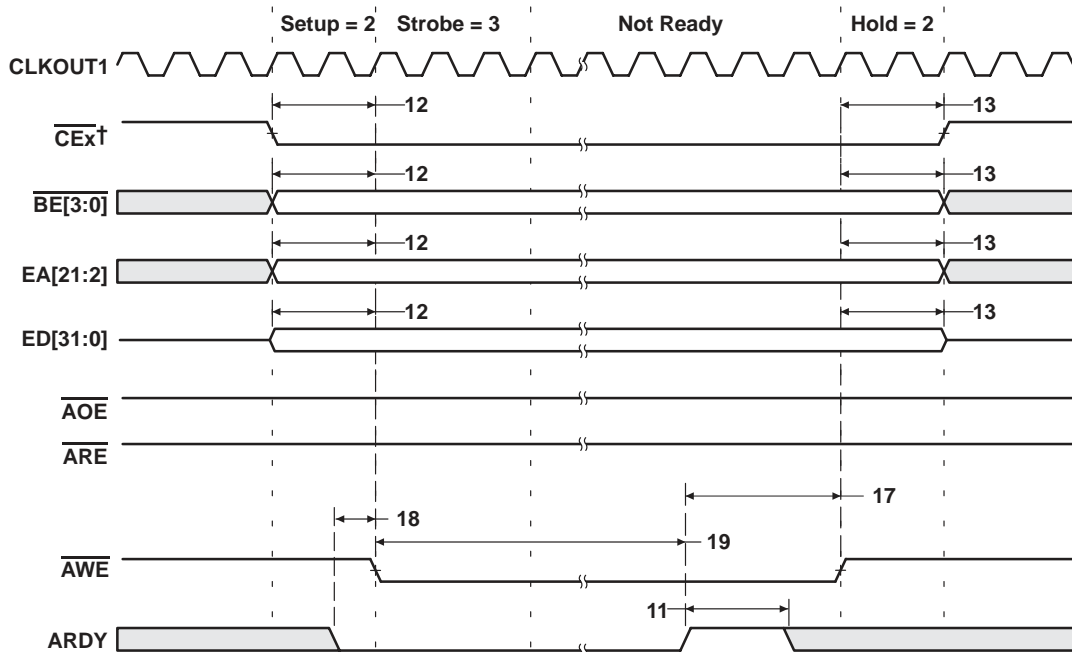 Setup = 2 Strobe = 3 Not Ready Hold = 2
CLKOUT1
12 13
CEx†
12 13
BE[3:0]
12 13
EA[21:2]
12 13
ED[31:0]
AOE
ARE
17
18
19
AWE
11
ARDY